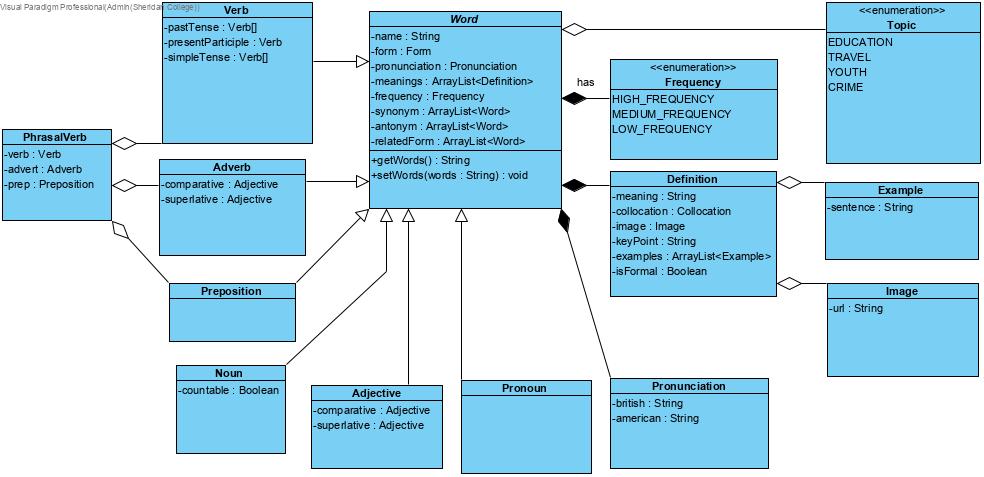 Visual Paradigm Professional(Admin(Sheridan College))
Verb
-pastTense : Verb[]
-presentParticiple : Verb
-simpleTense : Verb[]
Word
-name : String
-form : Form
-pronunciation : Pronunciation
-meanings : ArrayList<Definition>
-frequency : Frequency
-synonym : ArrayList<Word>
-antonym : ArrayList<Word>
-relatedForm : ArrayList<Word>
+getWords() : String
+setWords(words : String) : void
has
<<enumeration>>
Frequency
HIGH_FREQUENCY
MEDIUM_FREQUENCY
LOW_FREQUENCY
<<enumeration>>
Topic
EDUCATION
TRAVEL
YOUTH
CRIME
PhrasalVerb
-verb : Verb
-advert : Adverb
-prep : Preposition
Adverb
-comparative : Adjective
-superlative : Adjective
Definition
-meaning : String
-collocation : Collocation
-image : Image
-keyPoint : String
-examples : ArrayList<Example>
-isFormal : Boolean
Example
-sentence : String
Preposition
Image
-url : String
Noun
-countable : Boolean
Adjective
-comparative : Adjective
-superlative : Adjective
Pronoun
Pronunciation
-british : String
-american : String